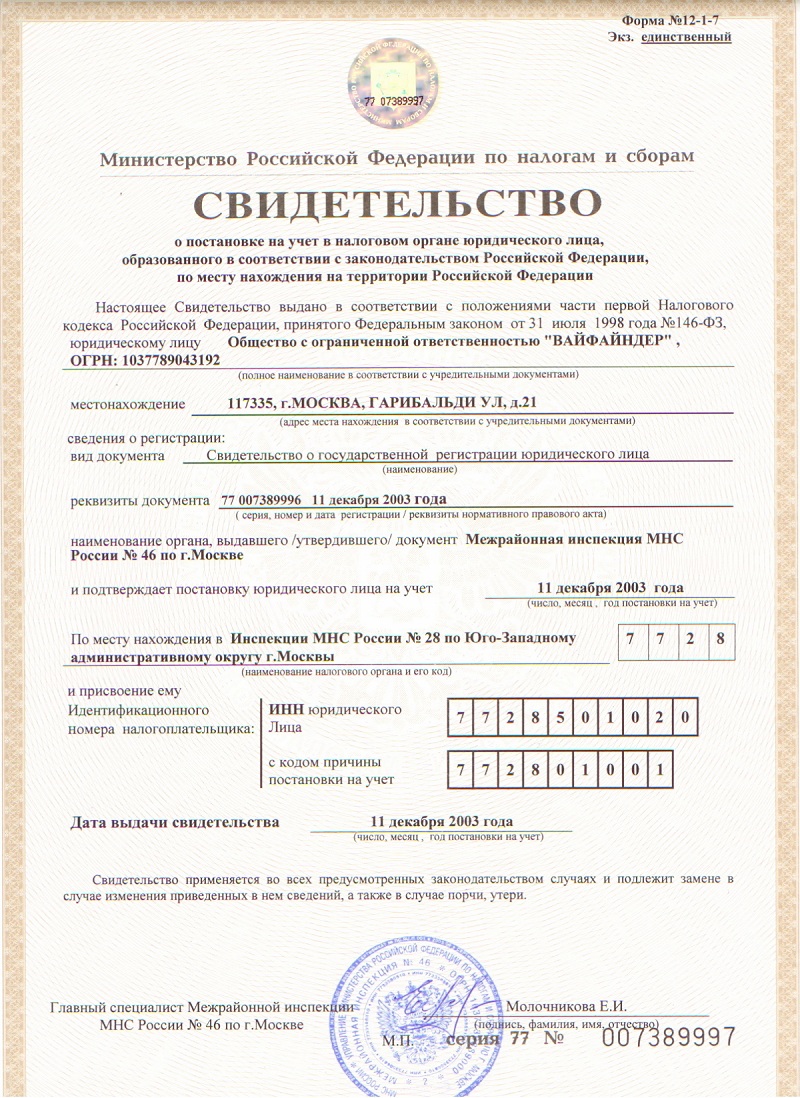 Форма №12-1-7
Экз. единственный
77 07389997
Министерство Российской Федерации по налогам и сборам
СВИДЕТЕЛЬСТВО
о постановке на учет в налоговом органе юридического лица,
образованного в соответствии с законодательством Российской Федерации,
по месту нахождения на территории Российской Федерации
Настоящее Свидетельство выдано в соответствии с положениями части первой Налогового
кодекса Российской Федерации, принятого Федеральным законом от 31 июля 1998 года №146-ФЗ,
юридическому лицу Общество с ограниченной ответственностью "ВАЙФАЙНДЕР" ,
ОГРН: 1037789043192
(полное наименование в соответствии с учредительными документами)
местонахождение 117335, г.МОСКВА, ГАРИБАЛЬДИ УЛ, д.21
(адрес места нахождения в соответствии с учредительными документами)
сведения о регистрации:
вид документа Свидетельство о государственной регистрации юридического лица
(наименование)
реквизиты документа 77 007389996 11 декабря 2003 года
( серия, номер и дата регистрации / реквизиты нормативного правового акта)
наименование органа, выдавшего /утвердившего/ документ Межрайонная инспекция МНС
России № 46 по г.Москве
и подтверждает постановку юридического лица на учет 11 декабря 2003 года
(число, месяц , год постановки на учет)
По месту нахождения в Инспекции МНС России № 28 по Юго-Западному 7 7 2 8
административному округу г.Москвы
(наименование налогового органа и его код)
и присвоение ему
Идентификационного ИНН юридического 7 7 2 8 5 0 1 0 2 0
номера налогоплательщика: Лица
с кодом причины 7 7 2 8 0 1 0 0 1
постановки на учет
Дата выдачи свидетельства 11 декабря 2003 года
(число, месяц , год постановки на учет)
Свидетельство применяется во всех предусмотренных законодательством случаях и подлежит замене в
случае изменения приведенных в нем сведений, а также в случае порчи, утери.
Главный специалист Межрайонной инспекции Молочникова Е.И.
МНС России № 46 по г.Москве (подпись, фамилия, имя, отчество)
М.П. серия 77 № 007389997